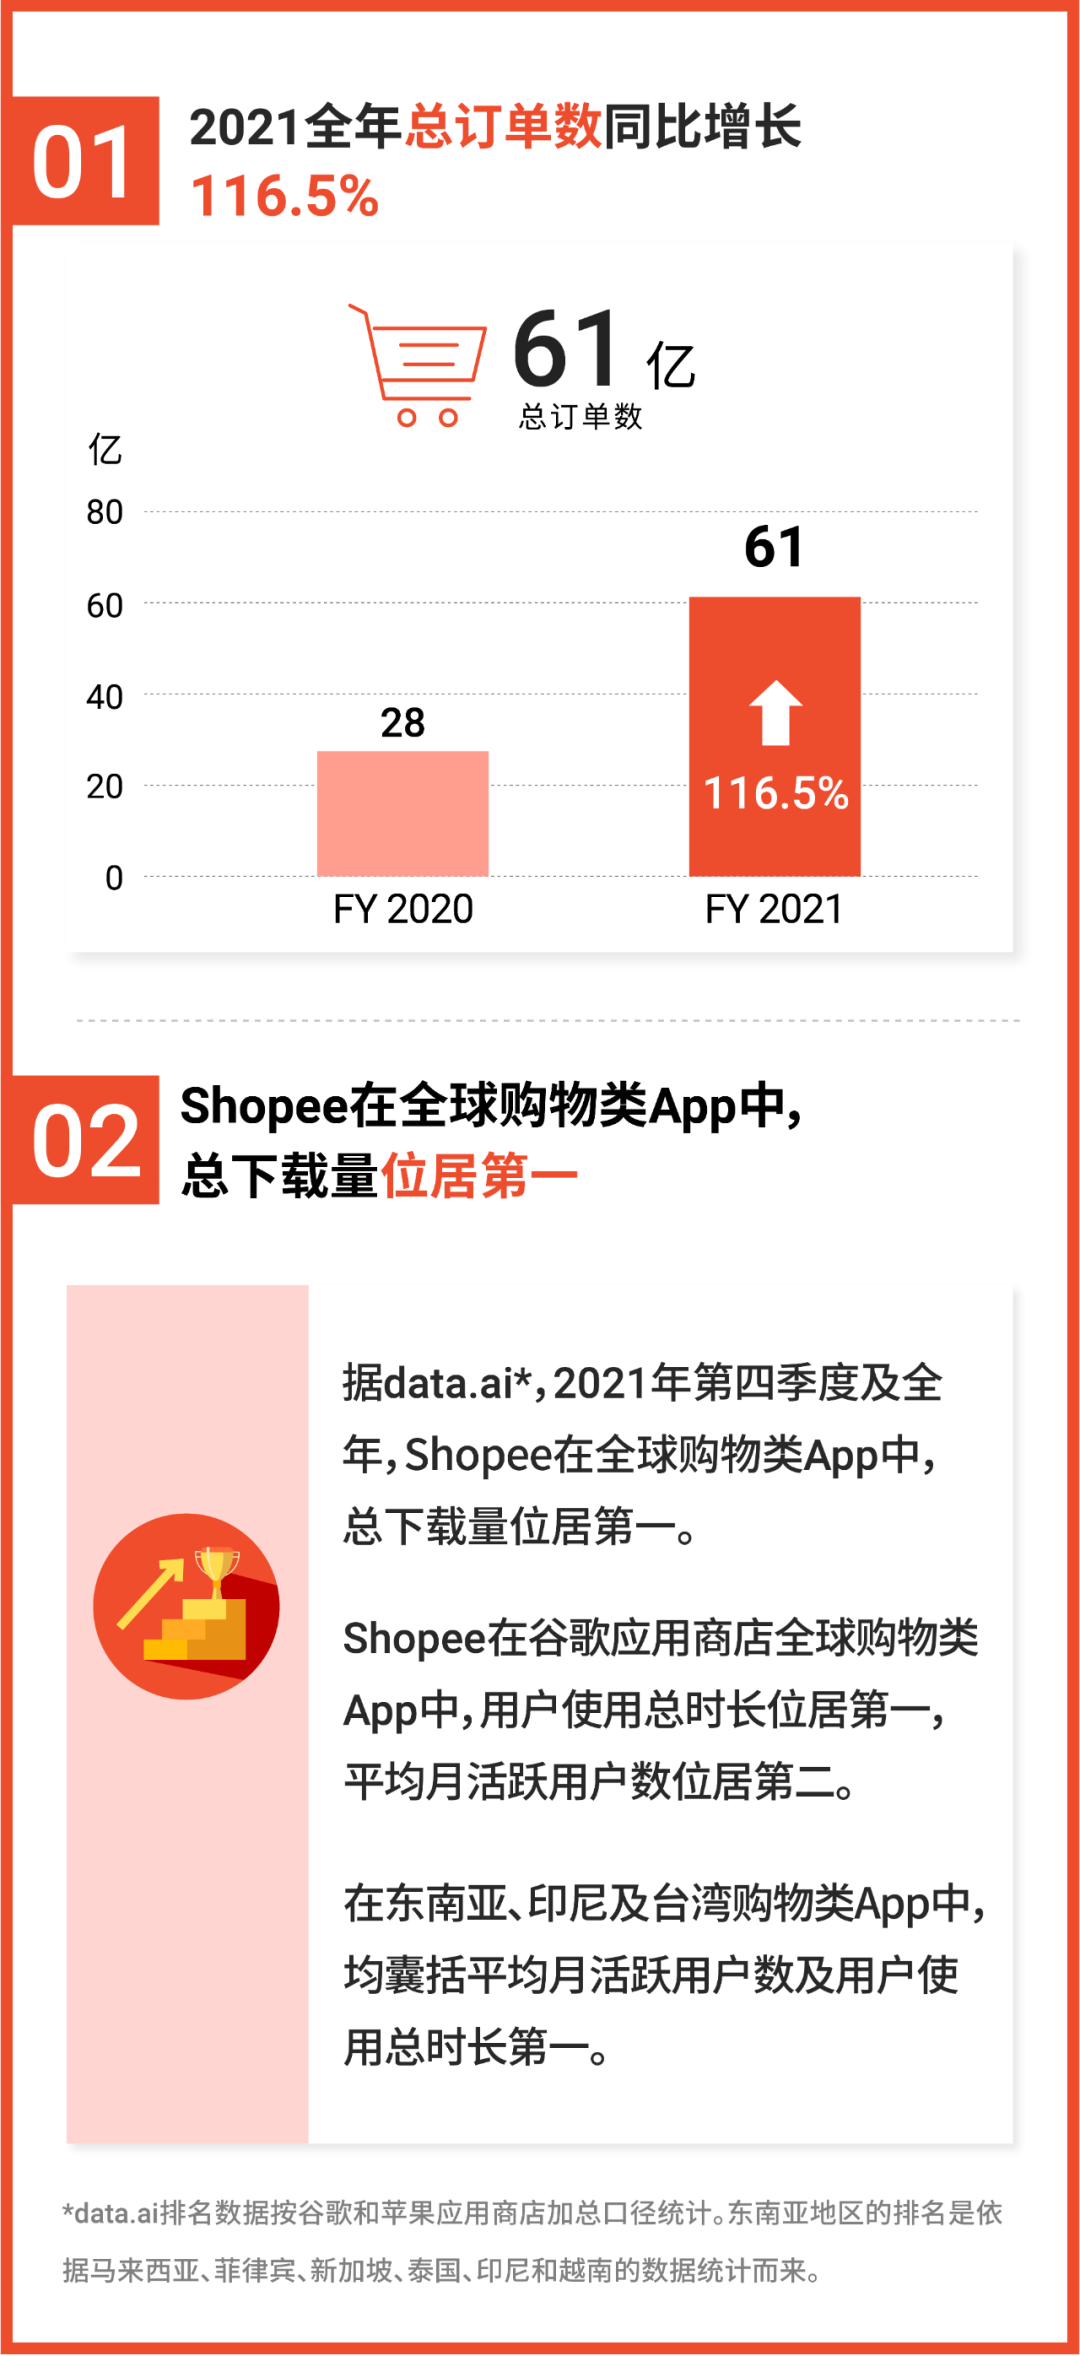 01
2021全年总订单数同比增长
116.5%
61 亿
总订单数
亿
80
60
40
20
0
28
61
116.5%
FY 2020
FY 2021
02
Shopee在全球购物类App中，
总下载量位居第一
据data.ai*，2021年第四季度及全
年，Shopee在全球购物类App中，
总下载量位居第一。
Shopee在谷歌应用商店全球购物类
App中，用户使用总时长位居第一，
平均月活跃用户数位居第二。
在东南亚、印尼及台湾购物类App中，
均囊括平均月活跃用户数及用户使
用总时长第一。
*data.ai排名数据按谷歌和苹果应用商店加总口径统计。东南亚地区的排名是依
据马来西亚、菲律宾、新加坡、泰国、印尼和越南的数据统计而来。